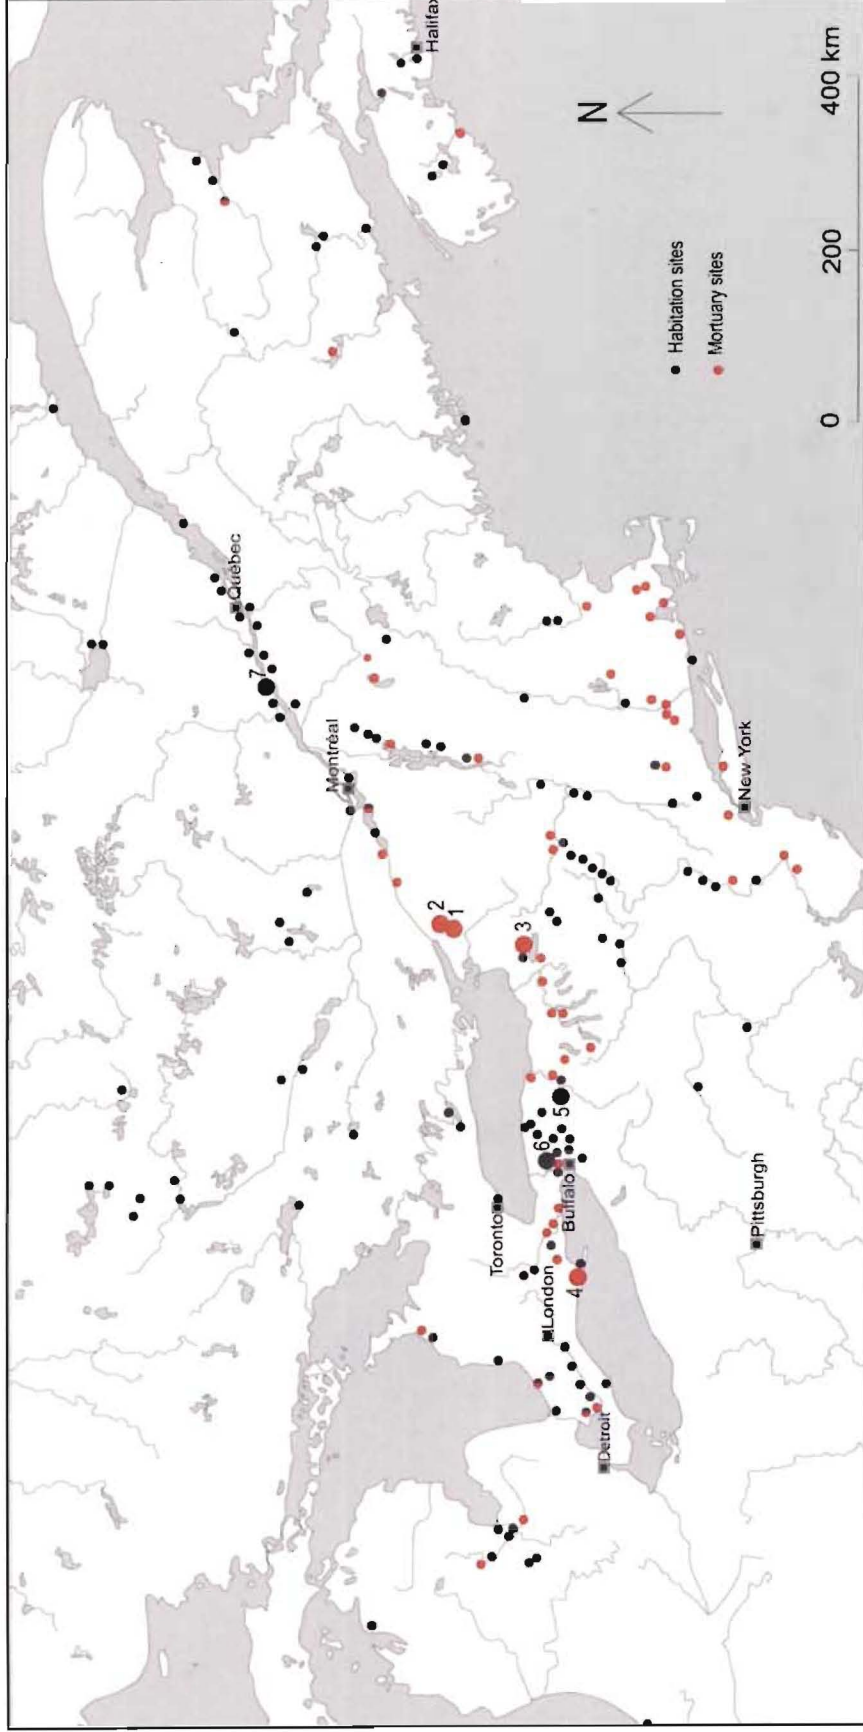 Halifax
Québec
7
Montréal
2
1
3
New York
5
6
Toronto
Buffalo
London
4
Pittsburgh
Detroit
N
Habitation sites
Mortuary sites
0
200
400 km